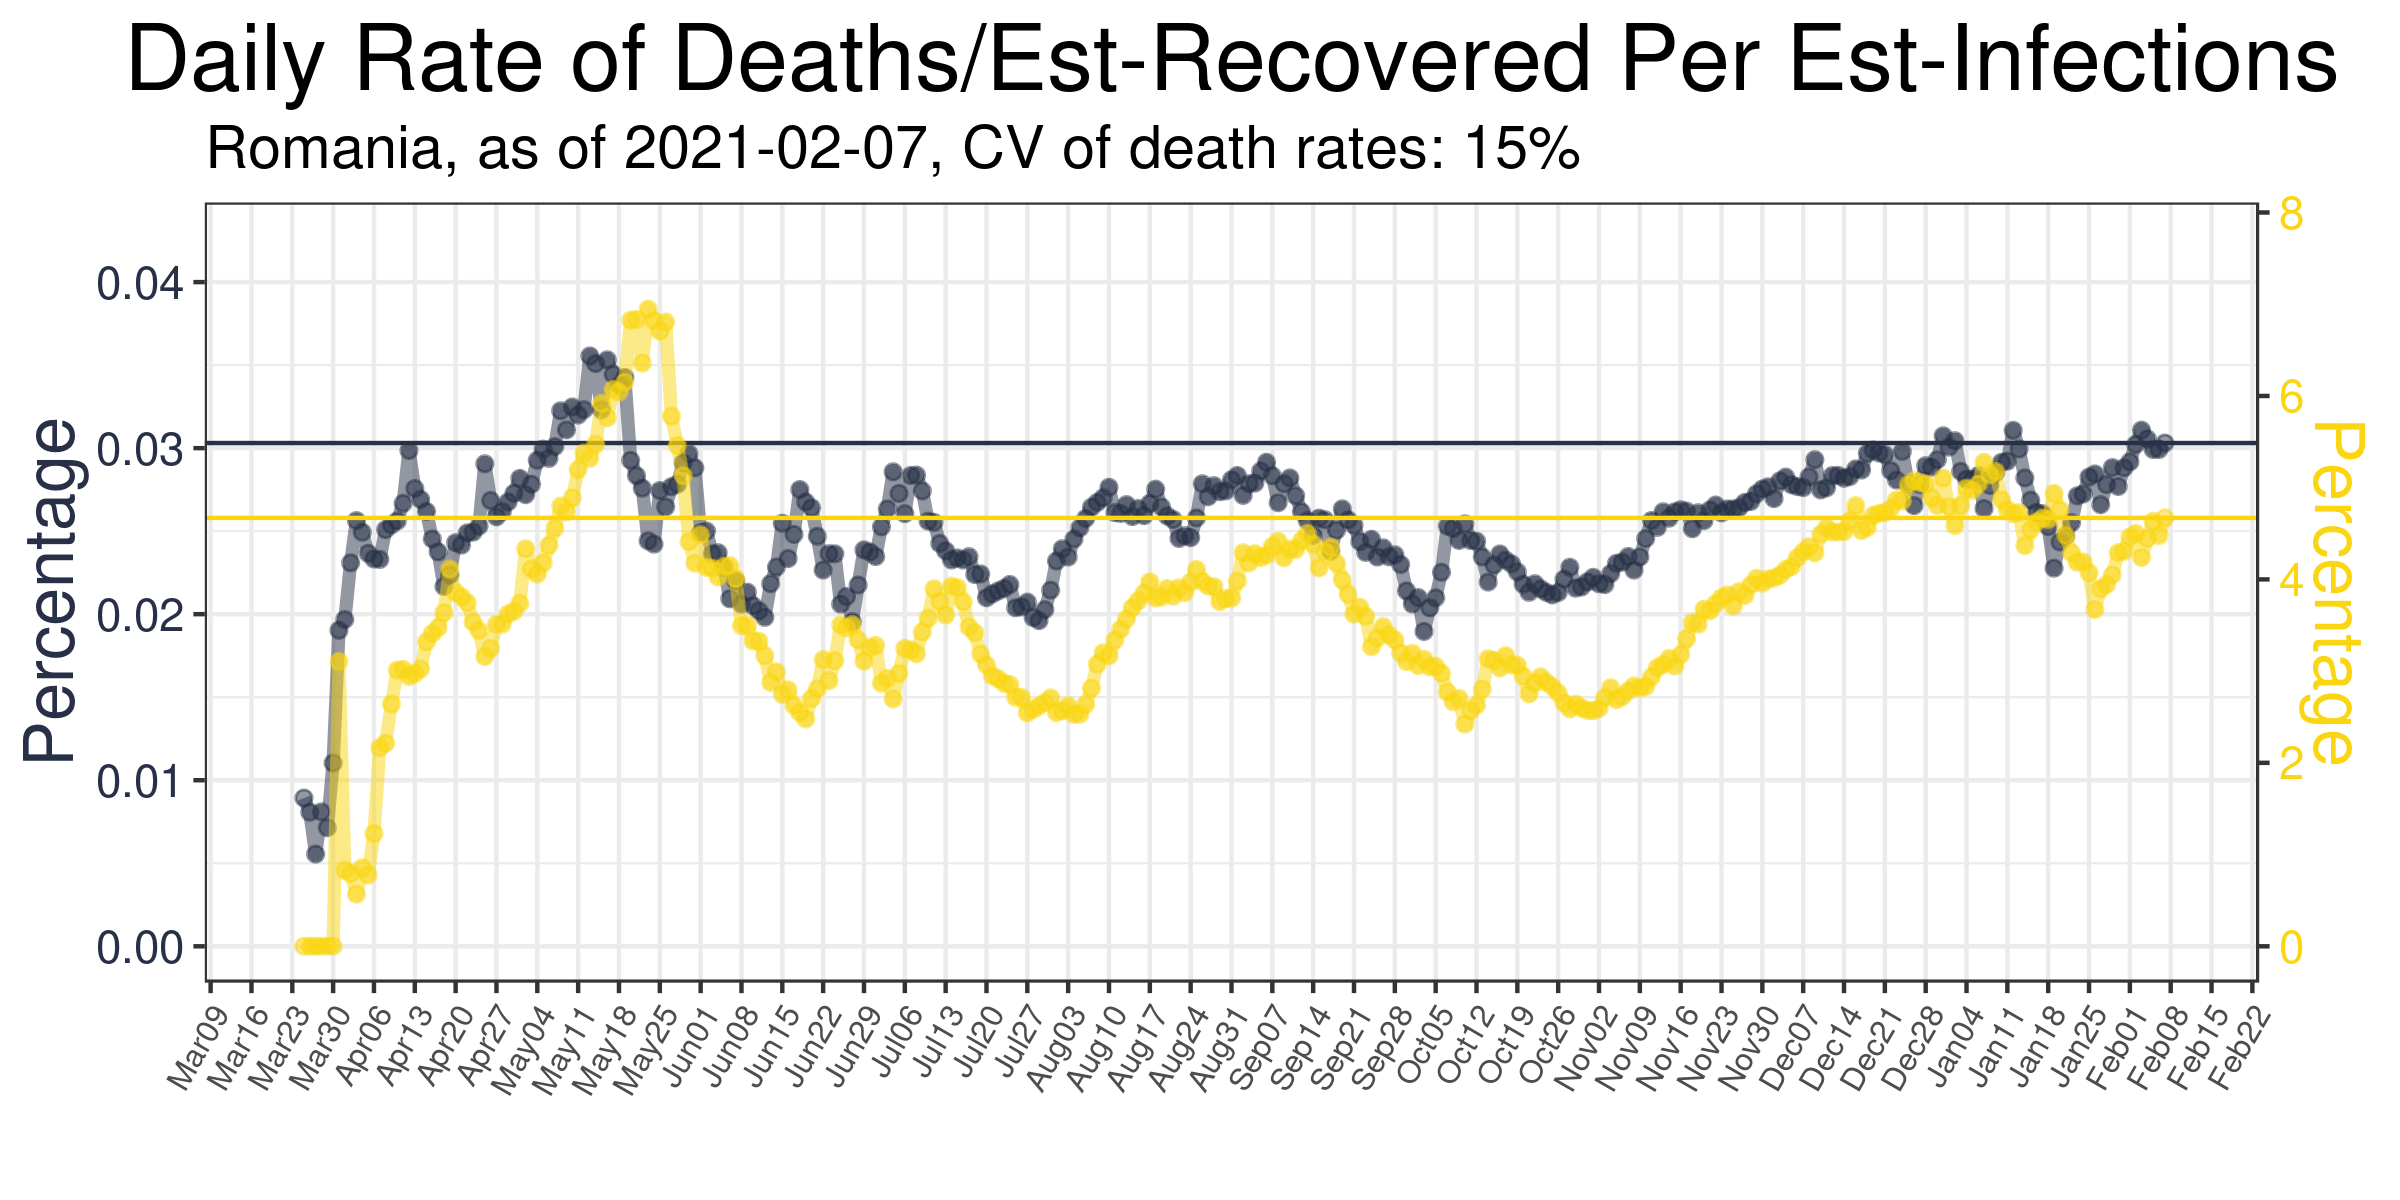 Daily Rate of Deaths/Est-Recovered Per Est-Infections
Romania, as of 2021-02-07, CV of death rates: 15%
Percentage
0.04
0.03
0.02
0.01
0.00
8
6
4
2
0
Percentage
Mar09
Mar16
Mar23
Mar30
Apr06
Apr13
Apr20
Apr27
May04
May11
May18
May25
Jun01
Jun08
Jun15
Jun22
Jun29
Jul06
Jul13
Jul20
Jul27
Aug03
Aug10
Aug17
Aug24
Aug31
Sep07
Sep14
Sep21
Sep28
Oct05
Oct12
Oct19
Oct26
Nov02
Nov09
Nov16
Nov23
Nov30
Dec07
Dec14
Dec21
Dec28
Jan04
Jan11
Jan18
Jan25
Feb01
Feb08
Feb15
Feb22